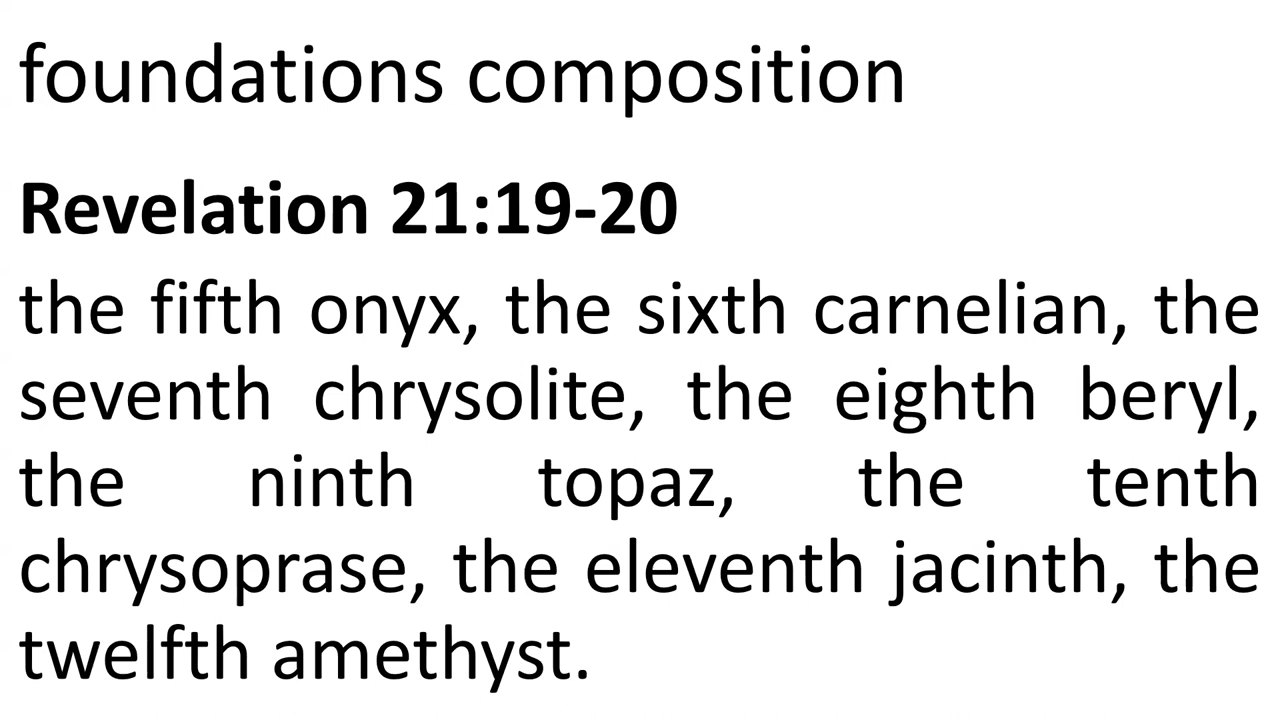 foundations composition
Revelation 21:19-20
the fifth onyx, the sixth carnelian, the
seventh chrysolite, the eighth beryl,
the ninth topaz, the tenth
chrysoprase, the eleventh jacinth, the
twelfth amethyst.